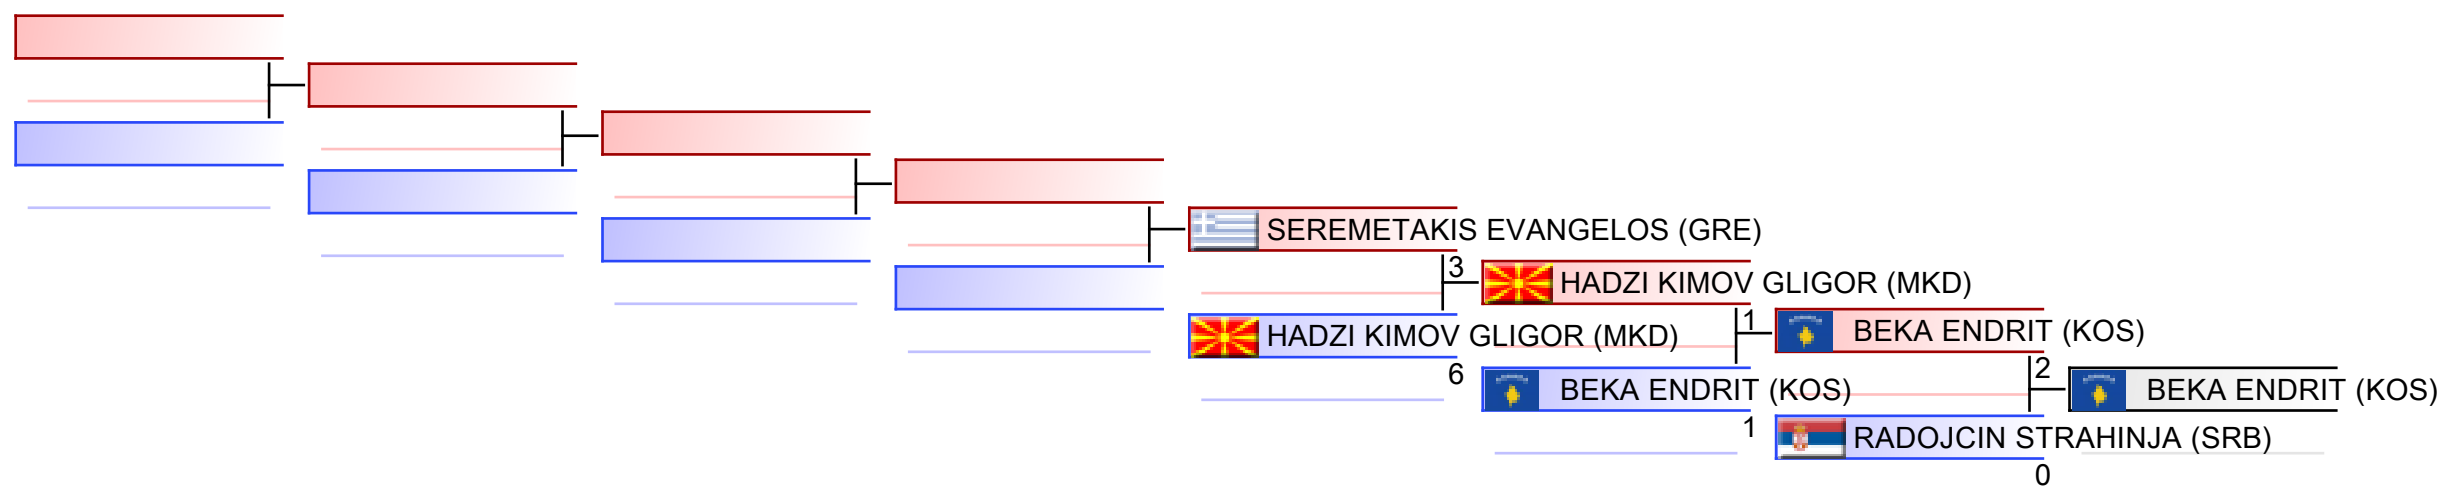 SEREMETAKIS EVANGELOS (GRE)
3
HADZI KIMOV GLIGOR (MKD)
HADZI KIMOV GLIGOR (MKD)
6
1
BEKA ENDRIT (KOS)
BEKA ENDRIT (KOS)
1
2
BEKA ENDRIT (KOS)
RADOJCIN STRAHINJA (SRB)
0